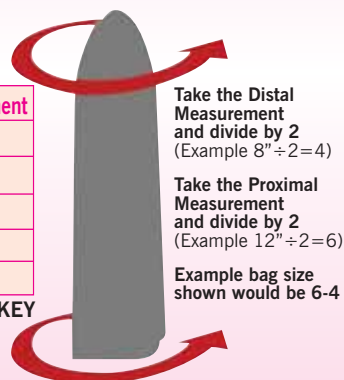 ment
KEY
Take the Distal
Measurement
and divide by 2
(Example 8”÷2=4)
Take the Proximal
Measurement
and divide by 2
(Example 12”÷2=6)
Example bag size
shown would be 6-4